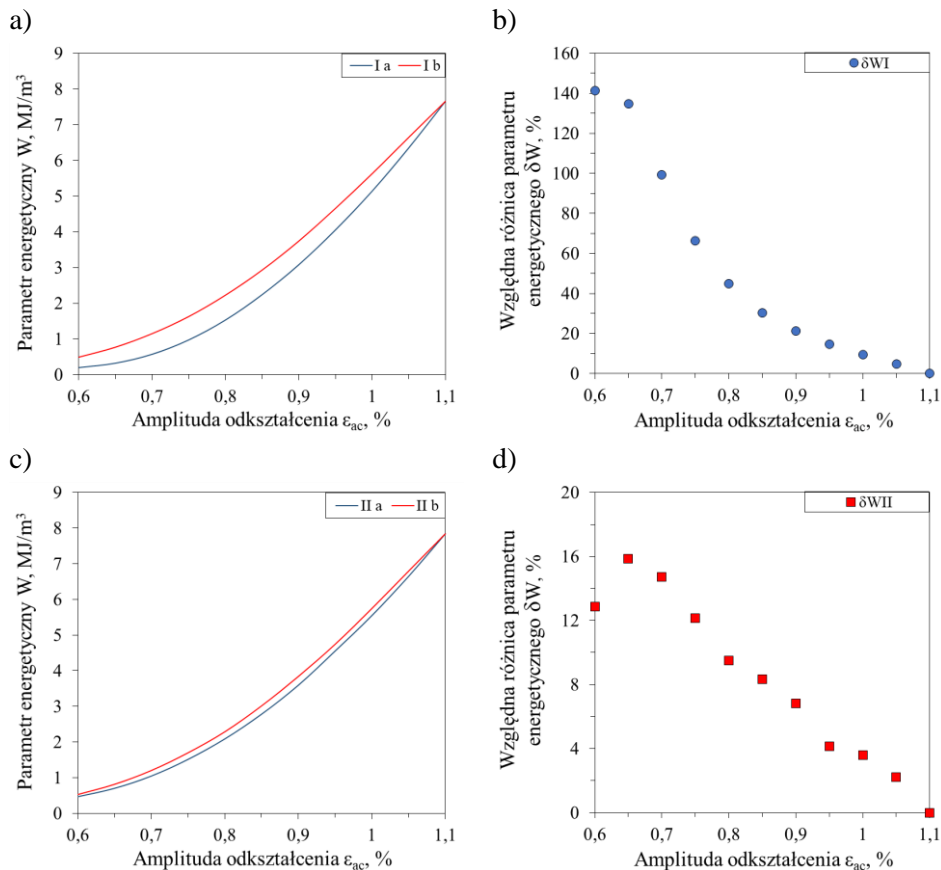 a)
I a I b
Parametr energetyczny W, MJ/m³
9
8
7
6
5
4
3
2
1
0
0,6 0,7 0,8 0,9 1 1,1
Amplituda odkształcenia εac, %
b)
δWI
Względna różnica parametru
energetycznego δW, %
160
140
120
100
80
60
40
20
0
0,6 0,7 0,8 0,9 1 1,1
Amplituda odkształcenia εac, %
c)
II a II b
Parametr energetyczny W, MJ/m³
9
8
7
6
5
4
3
2
1
0
0,6 0,7 0,8 0,9 1 1,1
Amplituda odkształcenia εac, %
d)
δWII
Względna różnica parametru
energetycznego δW, %
20
16
12
8
4
0
0,6 0,7 0,8 0,9 1 1,1
Amplituda odkształcenia εac, %